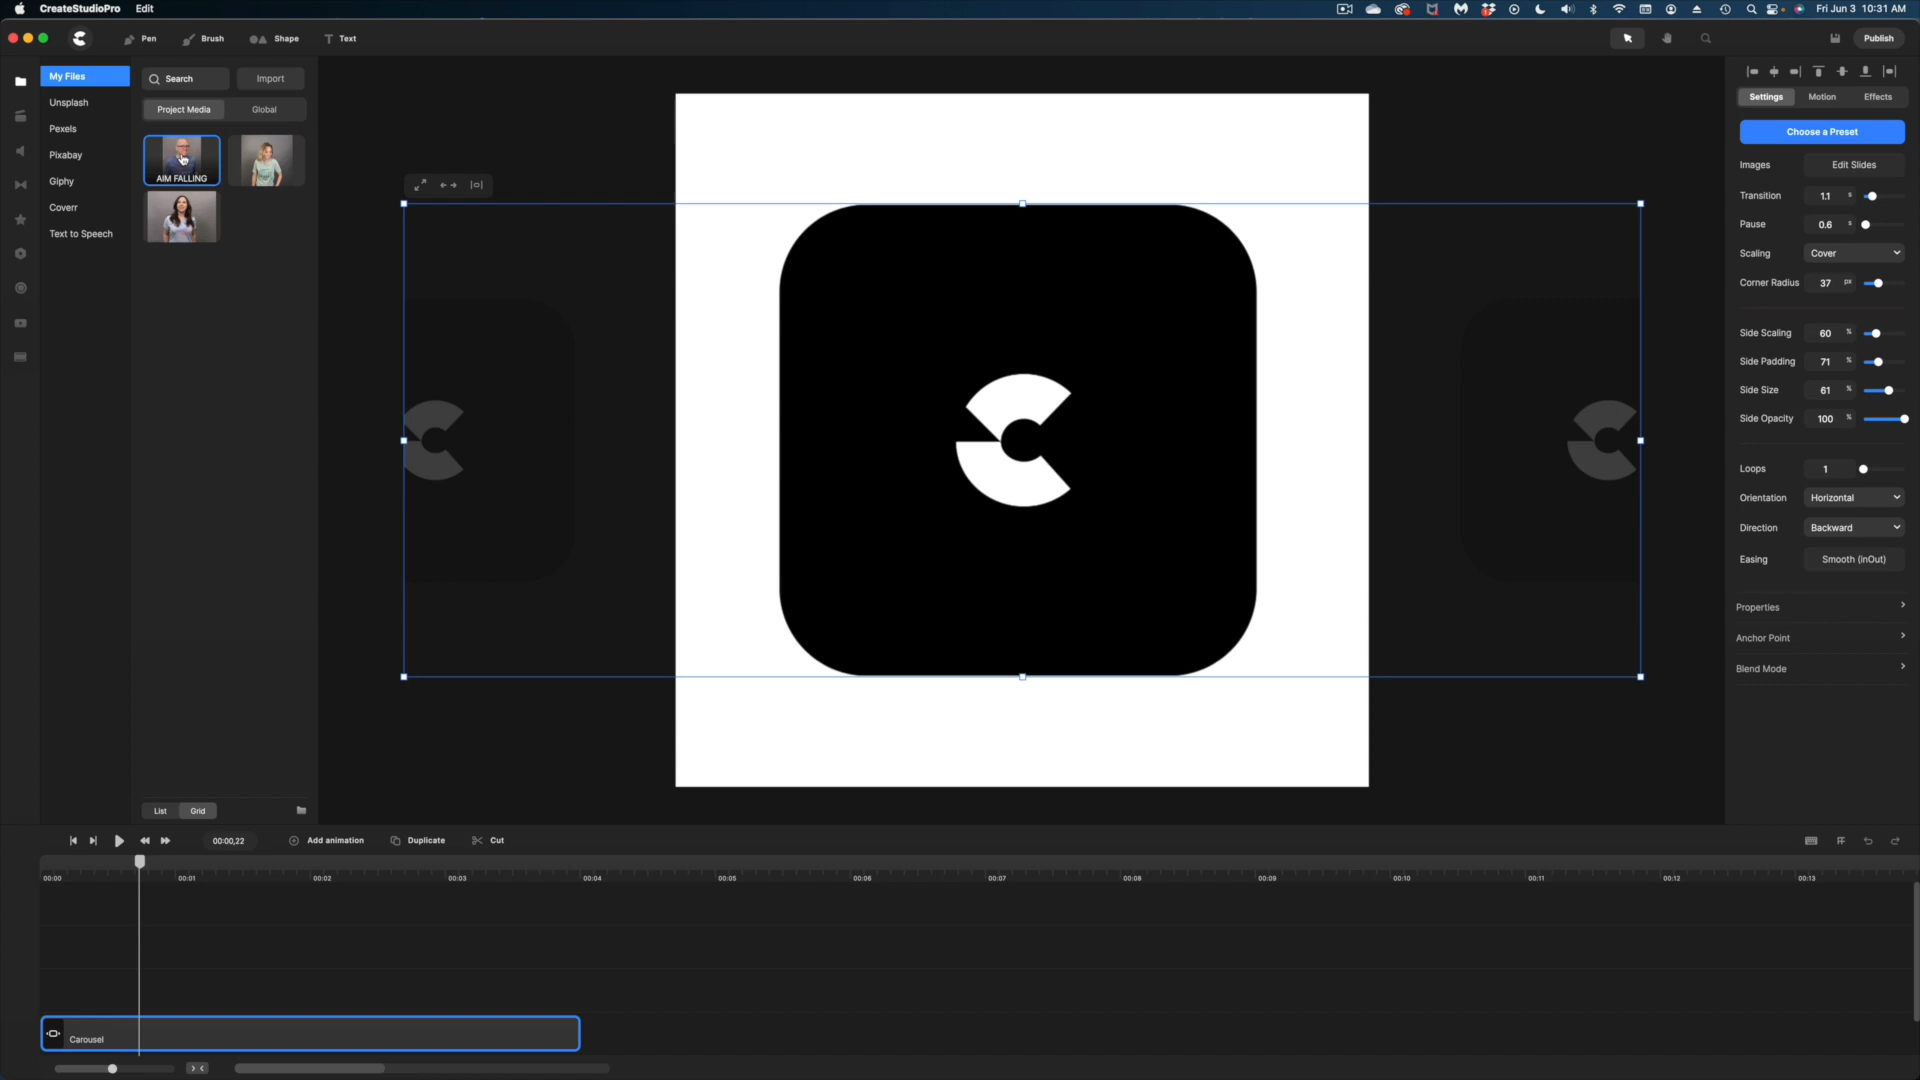 CreateStudioPro Edit
Fri Jun 3 10:31 AM
Pen Brush Shape Text
Publish
My Files
Unsplash
Pexels
Pixabay
Giphy
Coverr
Text to Speech
Search Import
Project Media Global
AIM FALLING
List Grid
Settings Motion Effects
Choose a Preset
Images Edit Slides
Transition 1.1 s
Pause 0.6 s
Scaling Cover
Corner Radius 37 px
Side Scaling 60 %
Side Padding 71 %
Side Size 61 %
Side Opacity 100 %
Loops 1
Orientation Horizontal
Direction Backward
Easing Smooth (inOut)
Properties
Anchor Point
Blend Mode
00:00,22 Add animation Duplicate Cut
00:00 00:01 00:02 00:03 00:04 00:05 00:06 00:07 00:08 00:09 00:10 00:11 00:12 00:13
Carousel